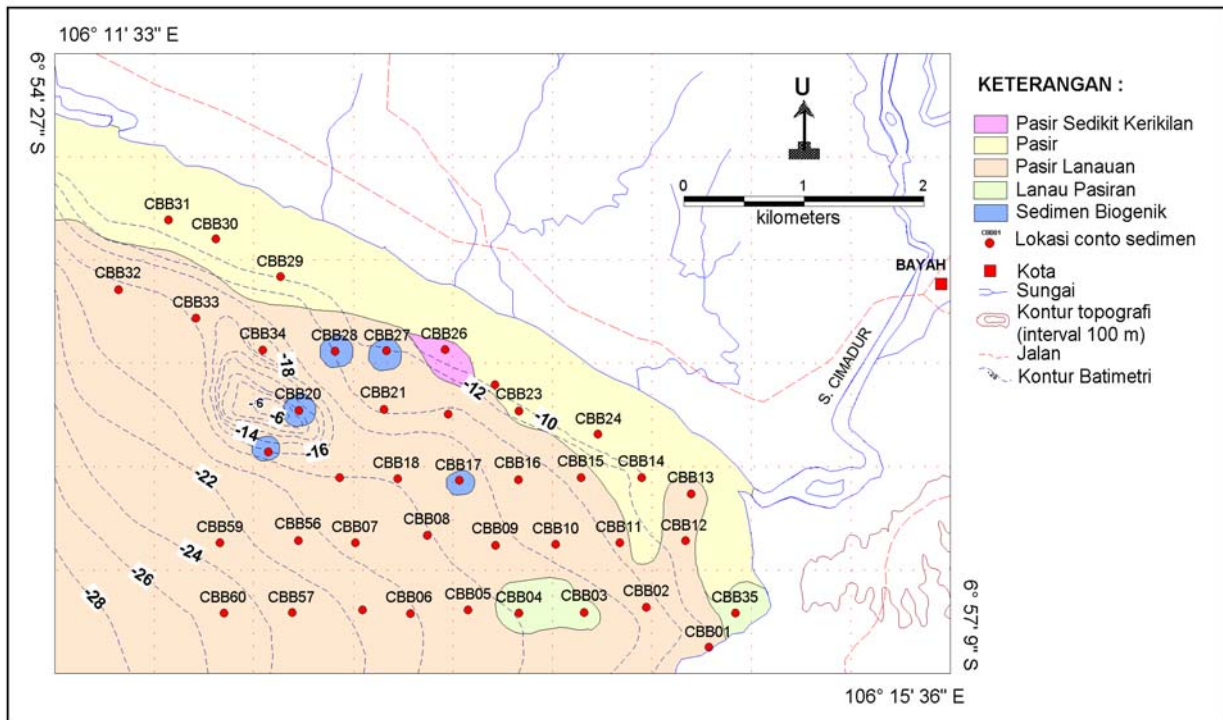 106° 11' 33" E
6° 54' 27" S
U
0 1 2
kilometers
BAYAH
S. CIMADUR
CBB31
CBB30
CBB29
CBB32
CBB33
CBB34
CBB28
CBB27
CBB26
-18
-12
CBB20
CBB21
CBB23
-10
CBB24
-6
-6
-14
-16
CBB18
CBB17
CBB16
CBB15
CBB14
CBB13
-22
CBB59
CBB56
CBB07
CBB08
CBB09
CBB10
CBB11
CBB12
-24
-26
-28
CBB60
CBB57
CBB06
CBB05
CBB04
CBB03
CBB02
CBB35
CBB01
6° 57' 9" S
106° 15' 36" E
KETERANGAN :
Pasir Sedikit Kerikilan
Pasir
Pasir Lanauan
Lanau Pasiran
Sedimen Biogenik
CBB01
Lokasi conto sedimen
Kota
Sungai
Kontur topografi
(interval 100 m)
Jalan
Kontur Batimetri